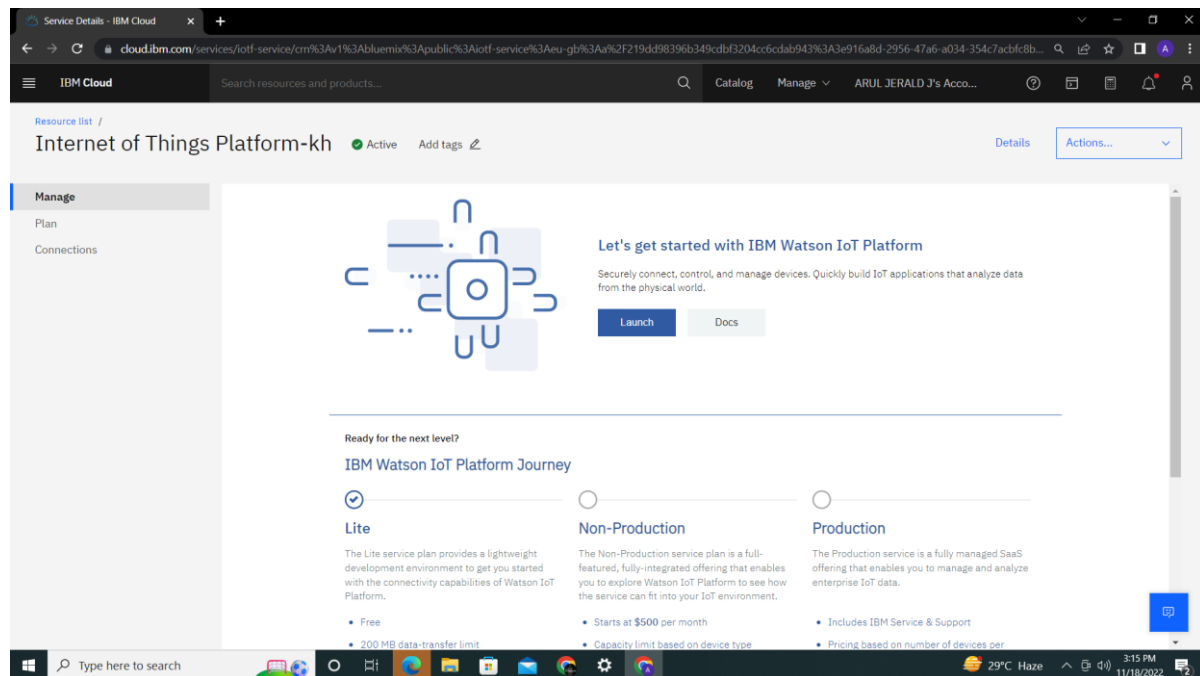 Service Details - IBM Cloud
cloud.ibm.com/services/iotf-service/crn%3Av1%3Abluemix%3Apublic%3Aiotf-service%3Aeu-gb%3Aa%2F219dd98396b349cdbf3204cc6cdab943%3A3e916a8d-2956-47a6-a034-354c7acbfc8b...
A
IBM Cloud
Search resources and products...
Catalog
Manage
ARUL JERALD J's Acco...
Resource list /
Internet of Things Platform-kh
Active
Add tags
Details
Actions...
Manage
Plan
Connections
Let's get started with IBM Watson IoT Platform
Securely connect, control, and manage devices. Quickly build IoT applications that analyze data
from the physical world.
Launch
Docs
Ready for the next level?
IBM Watson IoT Platform Journey
Lite
The Lite service plan provides a lightweight
development environment to get you started
with the connectivity capabilities of Watson IoT
Platform.
• Free
• 200 MB data-transfer limit
Non-Production
The Non-Production service plan is a full-
featured, fully-integrated offering that enables
you to explore Watson IoT Platform to see how
the service can fit into your IoT environment.
• Starts at $500 per month
• Capacity limit based on device type
Production
The Production service is a fully managed SaaS
offering that enables you to manage and analyze
enterprise IoT data.
• Includes IBM Service & Support
• Pricing based on number of devices per
Type here to search
29°C Haze
3:15 PM
11/18/2022
2